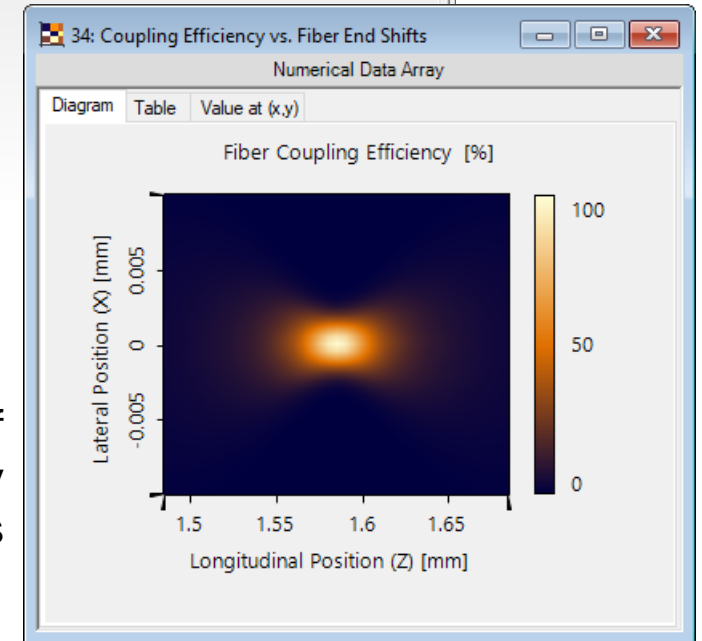 34: Coupling Efficiency vs. Fiber End Shifts
Numerical Data Array
Diagram Table Value at (x,y)
Fiber Coupling Efficiency [%]
Lateral Position (X) [mm]
0.005
0
-0.005
100
50
0
1.5 1.55 1.6 1.65
Longitudinal Position (Z) [mm]